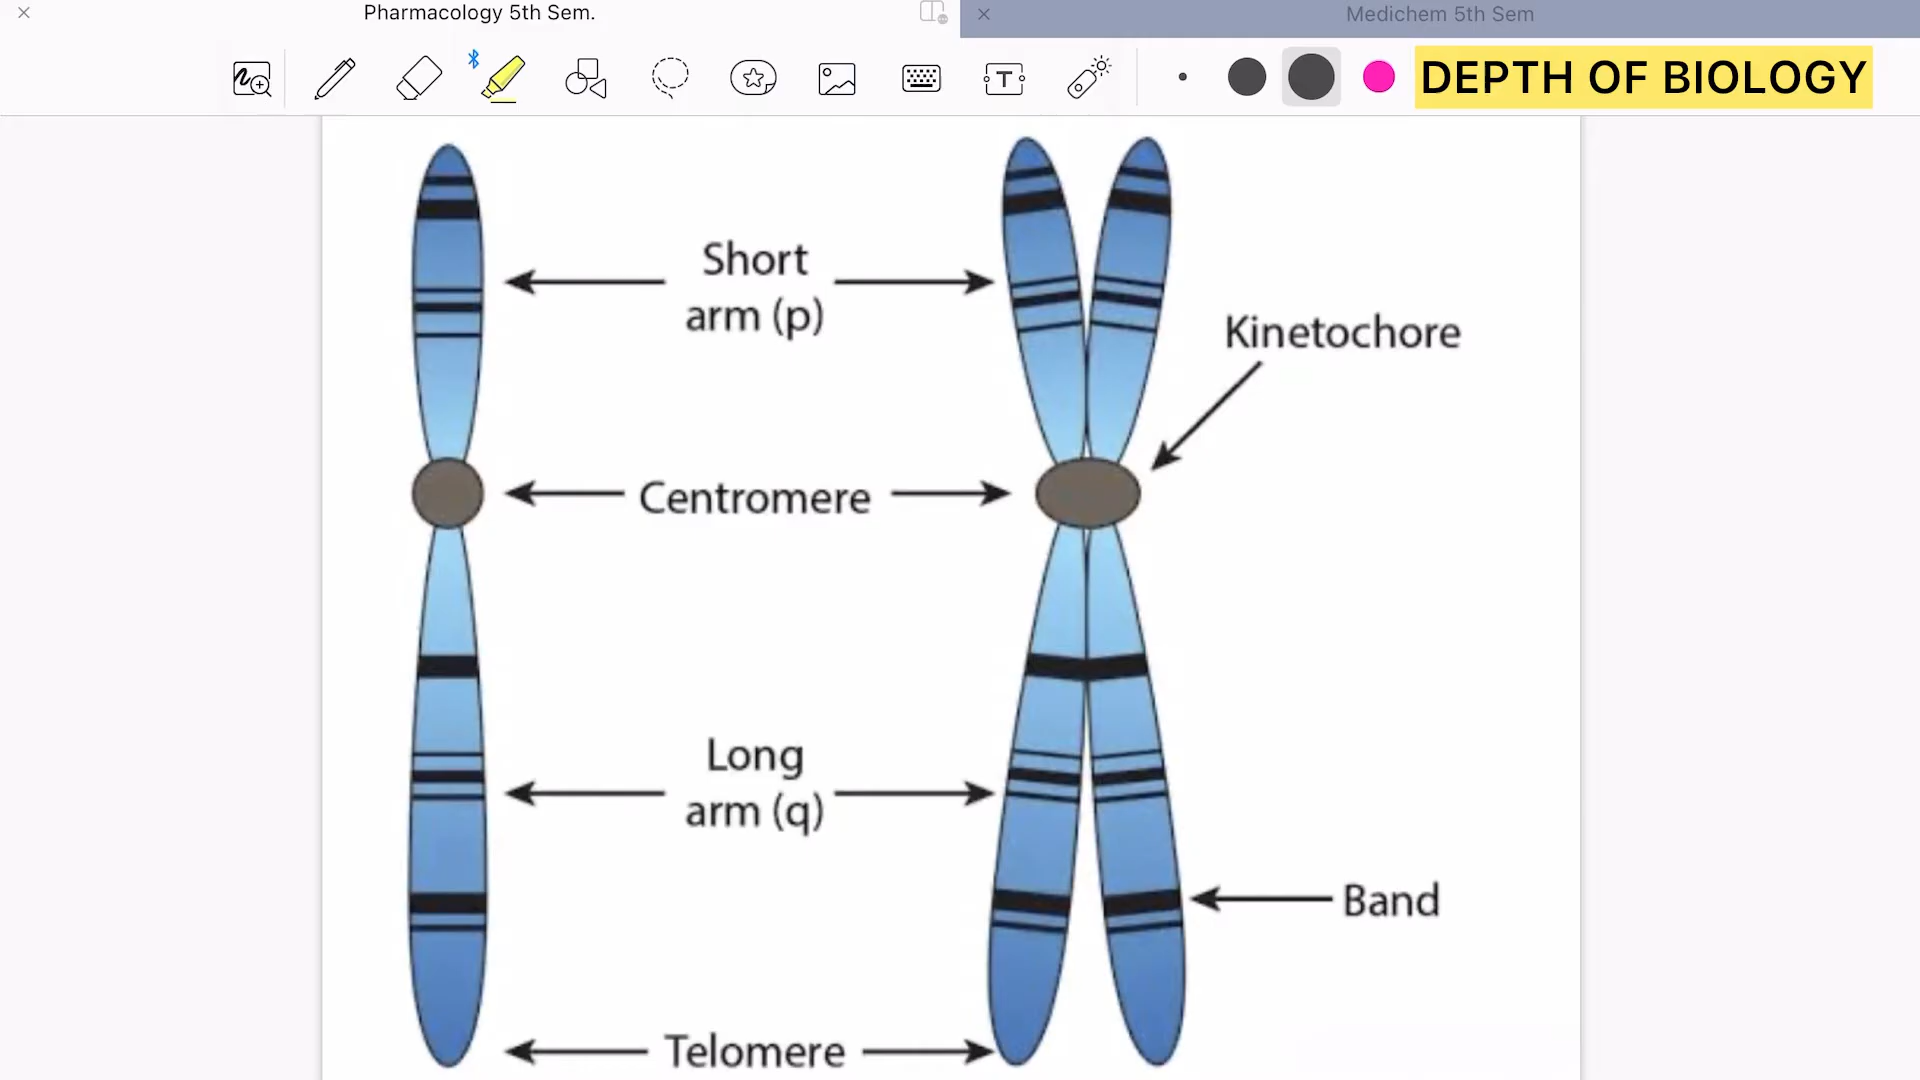 Pharmacology 5th Sem.
Medichem 5th Sem
T
DEPTH OF BIOLOGY
Short
arm (p)
Kinetochore
Centromere
Long
arm (q)
Band
Telomere